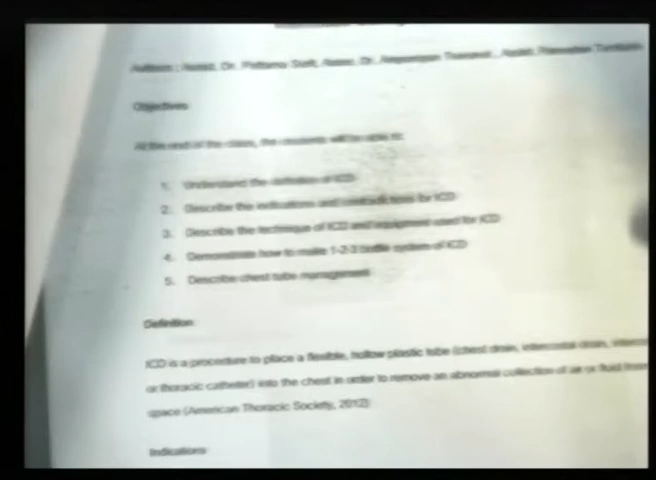 Objectives
At the end of the class, the students will be able to:
1. Understand the definition of ICD
2. Describe the indications and contraindications for ICD
3. Describe the technique of ICD and equipment used for ICD
4. Demonstrate how to make 1-2-3 bottle system of ICD
5. Describe chest tube management
Definition
ICD is a procedure to place a flexible, hollow plastic tube (chest drain, intercostal drain,
or thoracic catheter) into the chest in order to remove an abnormal collection of air or fluid from
space (American Thoracic Society, 2012)
Indications